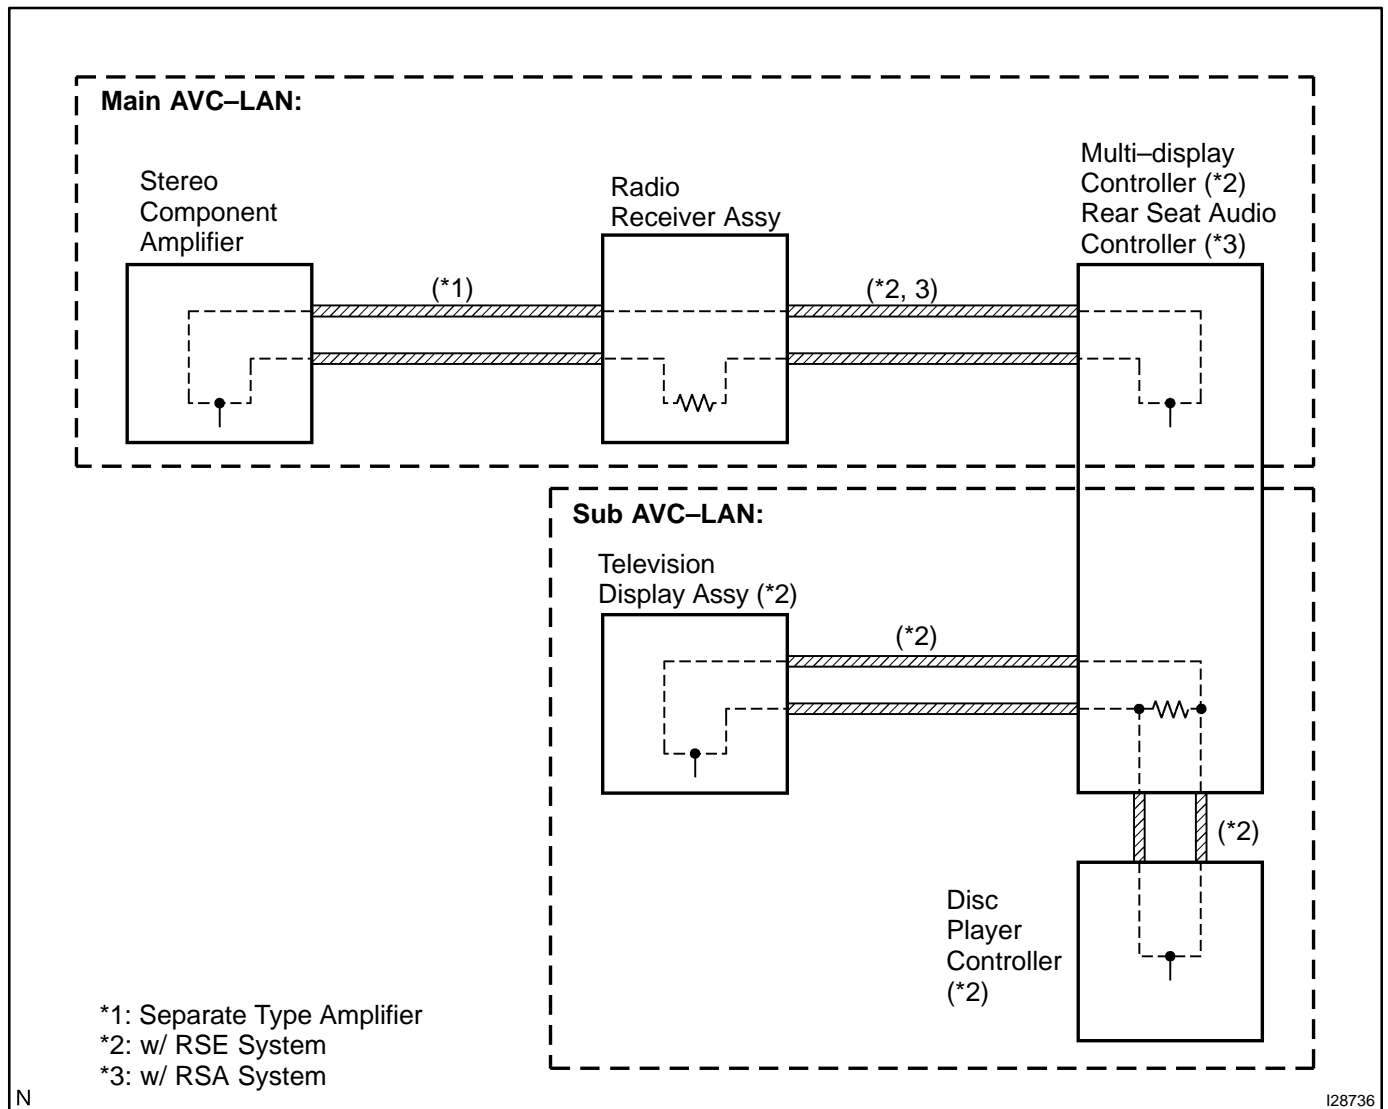 Main AVC–LAN:
Stereo
Component
Amplifier
Radio
Receiver Assy
Multi–display
Controller (*2)
Rear Seat Audio
Controller (*3)
(*1)
(*2, 3)
Sub AVC–LAN:
Television
Display Assy (*2)
(*2)
(*2)
Disc
Player
Controller
(*2)
*1: Separate Type Amplifier
*2: w/ RSE System
*3: w/ RSA System
N
I28736